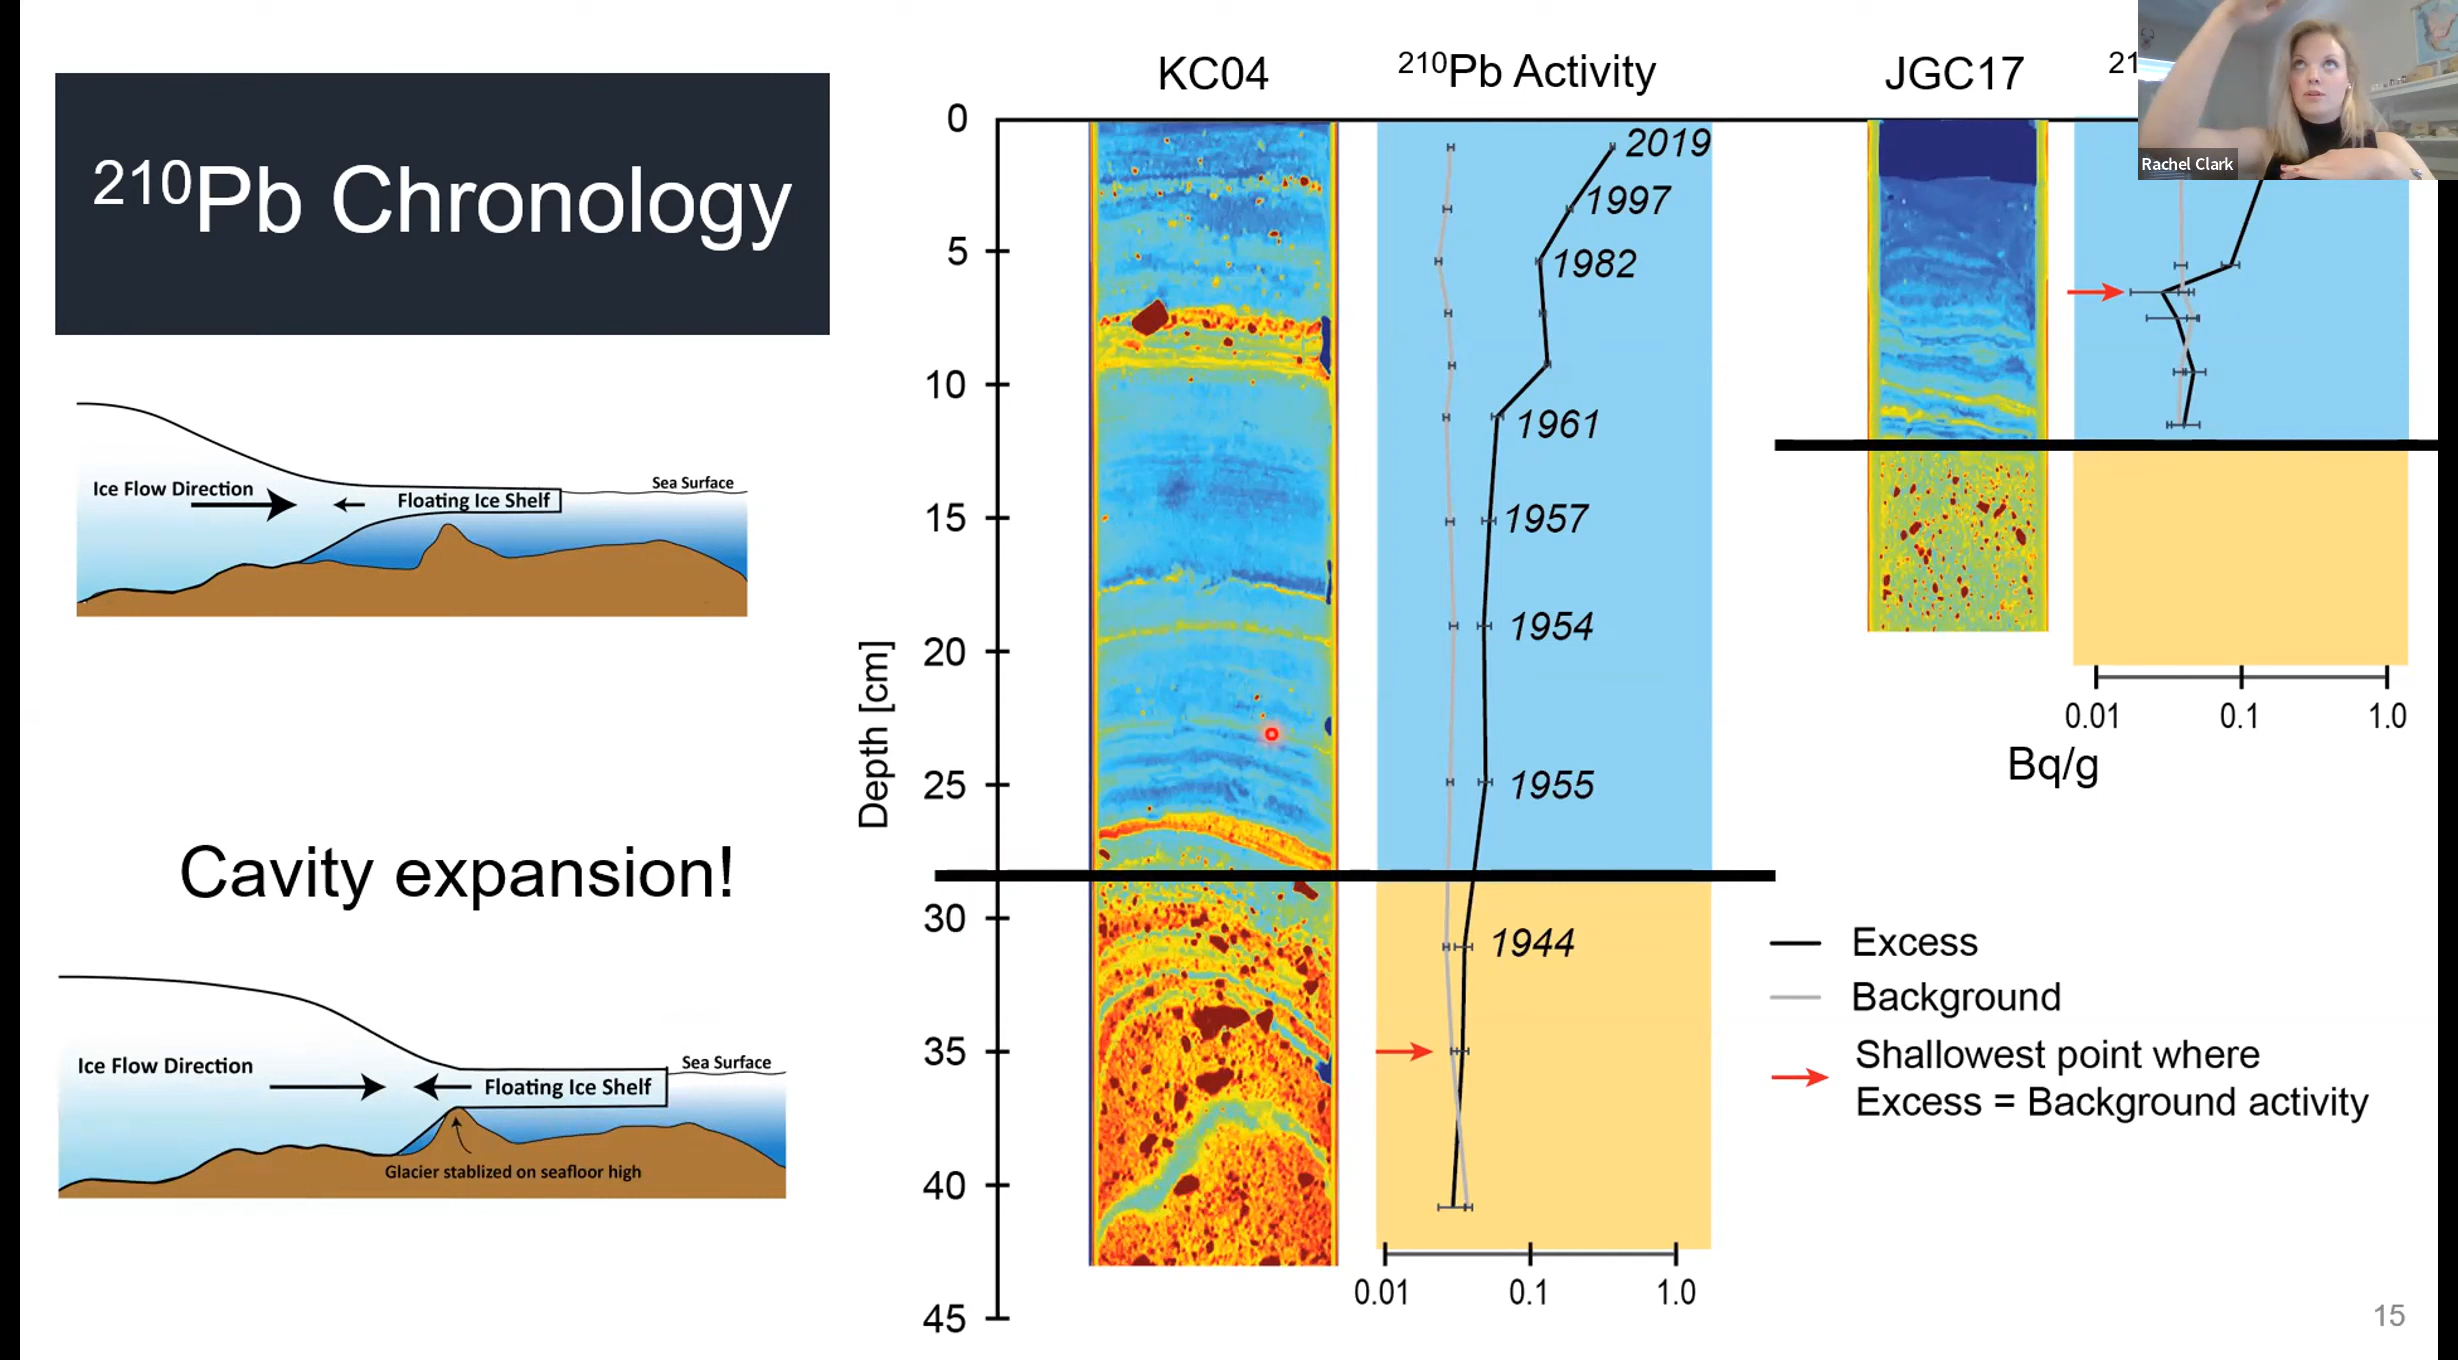 ²¹⁰Pb Chronology
Ice Flow Direction
Floating Ice Shelf
Sea Surface
Cavity expansion!
Ice Flow Direction
Floating Ice Shelf
Sea Surface
Glacier stablized on seafloor high
KC04
²¹⁰Pb Activity
JGC17
21
Rachel Clark
Depth [cm]
0
5
10
15
20
25
30
35
40
45
2019
1997
1982
1961
1957
1954
1955
1944
0.01 0.1 1.0
0.01 0.1 1.0
Bq/g
Excess
Background
Shallowest point where
Excess = Background activity
15